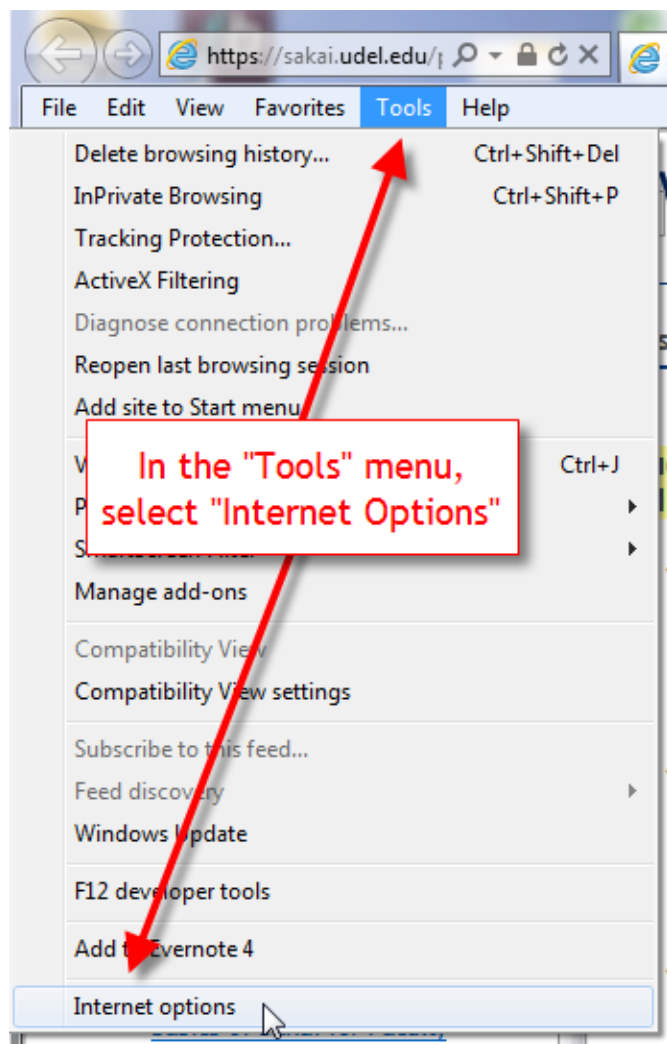 https://sakai.udel.edu/p
File Edit View Favorites Tools Help
Delete browsing history... Ctrl+Shift+Del
InPrivate Browsing Ctrl+Shift+P
Tracking Protection...
ActiveX Filtering
Diagnose connection problems...
Reopen last browsing session
Add site to Start menu
In the "Tools" menu,
select "Internet Options"
Ctrl+J
Manage add-ons
Compatibility View
Compatibility View settings
Subscribe to this feed...
Feed discovery
Windows Update
F12 developer tools
Add to Evernote 4
Internet options